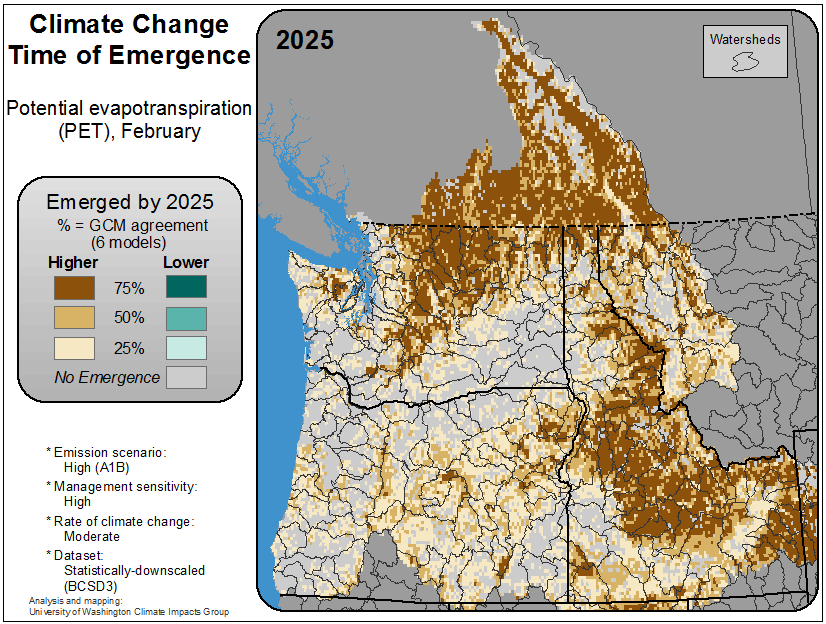 Climate Change
Time of Emergence
Potential evapotranspiration
(PET), February
Emerged by 2025
% = GCM agreement
(6 models)
Higher Lower
75%
50%
25%
No Emergence
* Emission scenario:
High (A1B)
* Management sensitivity:
High
* Rate of climate change:
Moderate
* Dataset:
Statistically-downscaled
(BCSD3)
Analysis and mapping:
University of Washington Climate Impacts Group
2025
Watersheds